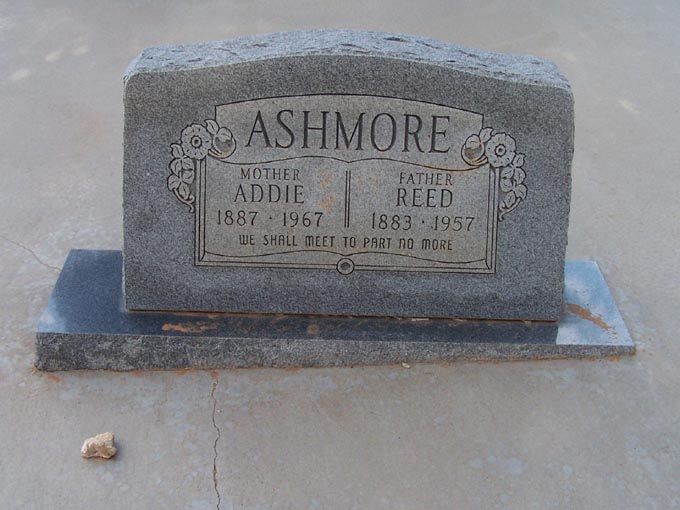 ASHMORE
MOTHER
ADDIE
1887 · 1967
FATHER
REED
1883 · 1957
WE SHALL MEET TO PART NO MORE